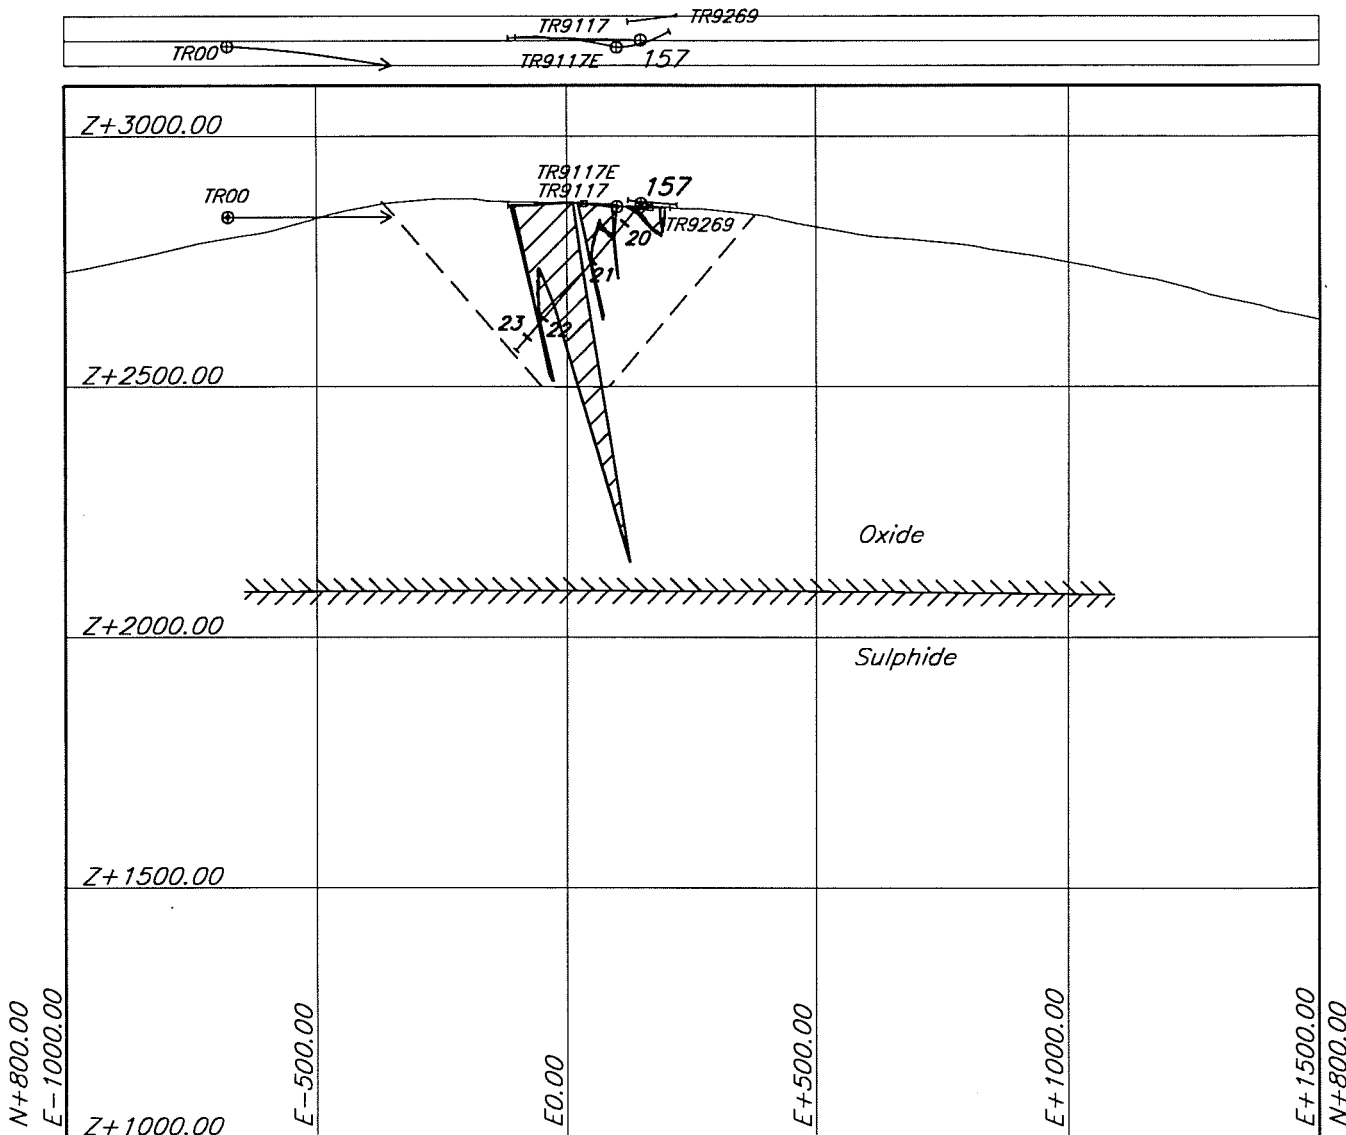 TR9269
TR9117
TR00
TR9117E
157
Z+3000.00
TR9117E
TR9117
157
TR00
TR9269
20
21
23
22
Z+2500.00
Oxide
Z+2000.00
Sulphide
Z+1500.00
N+800.00
E-1000.00
E-500.00
E0.00
E+500.00
E+1000.00
E+1500.00
N+800.00
Z+1000.00